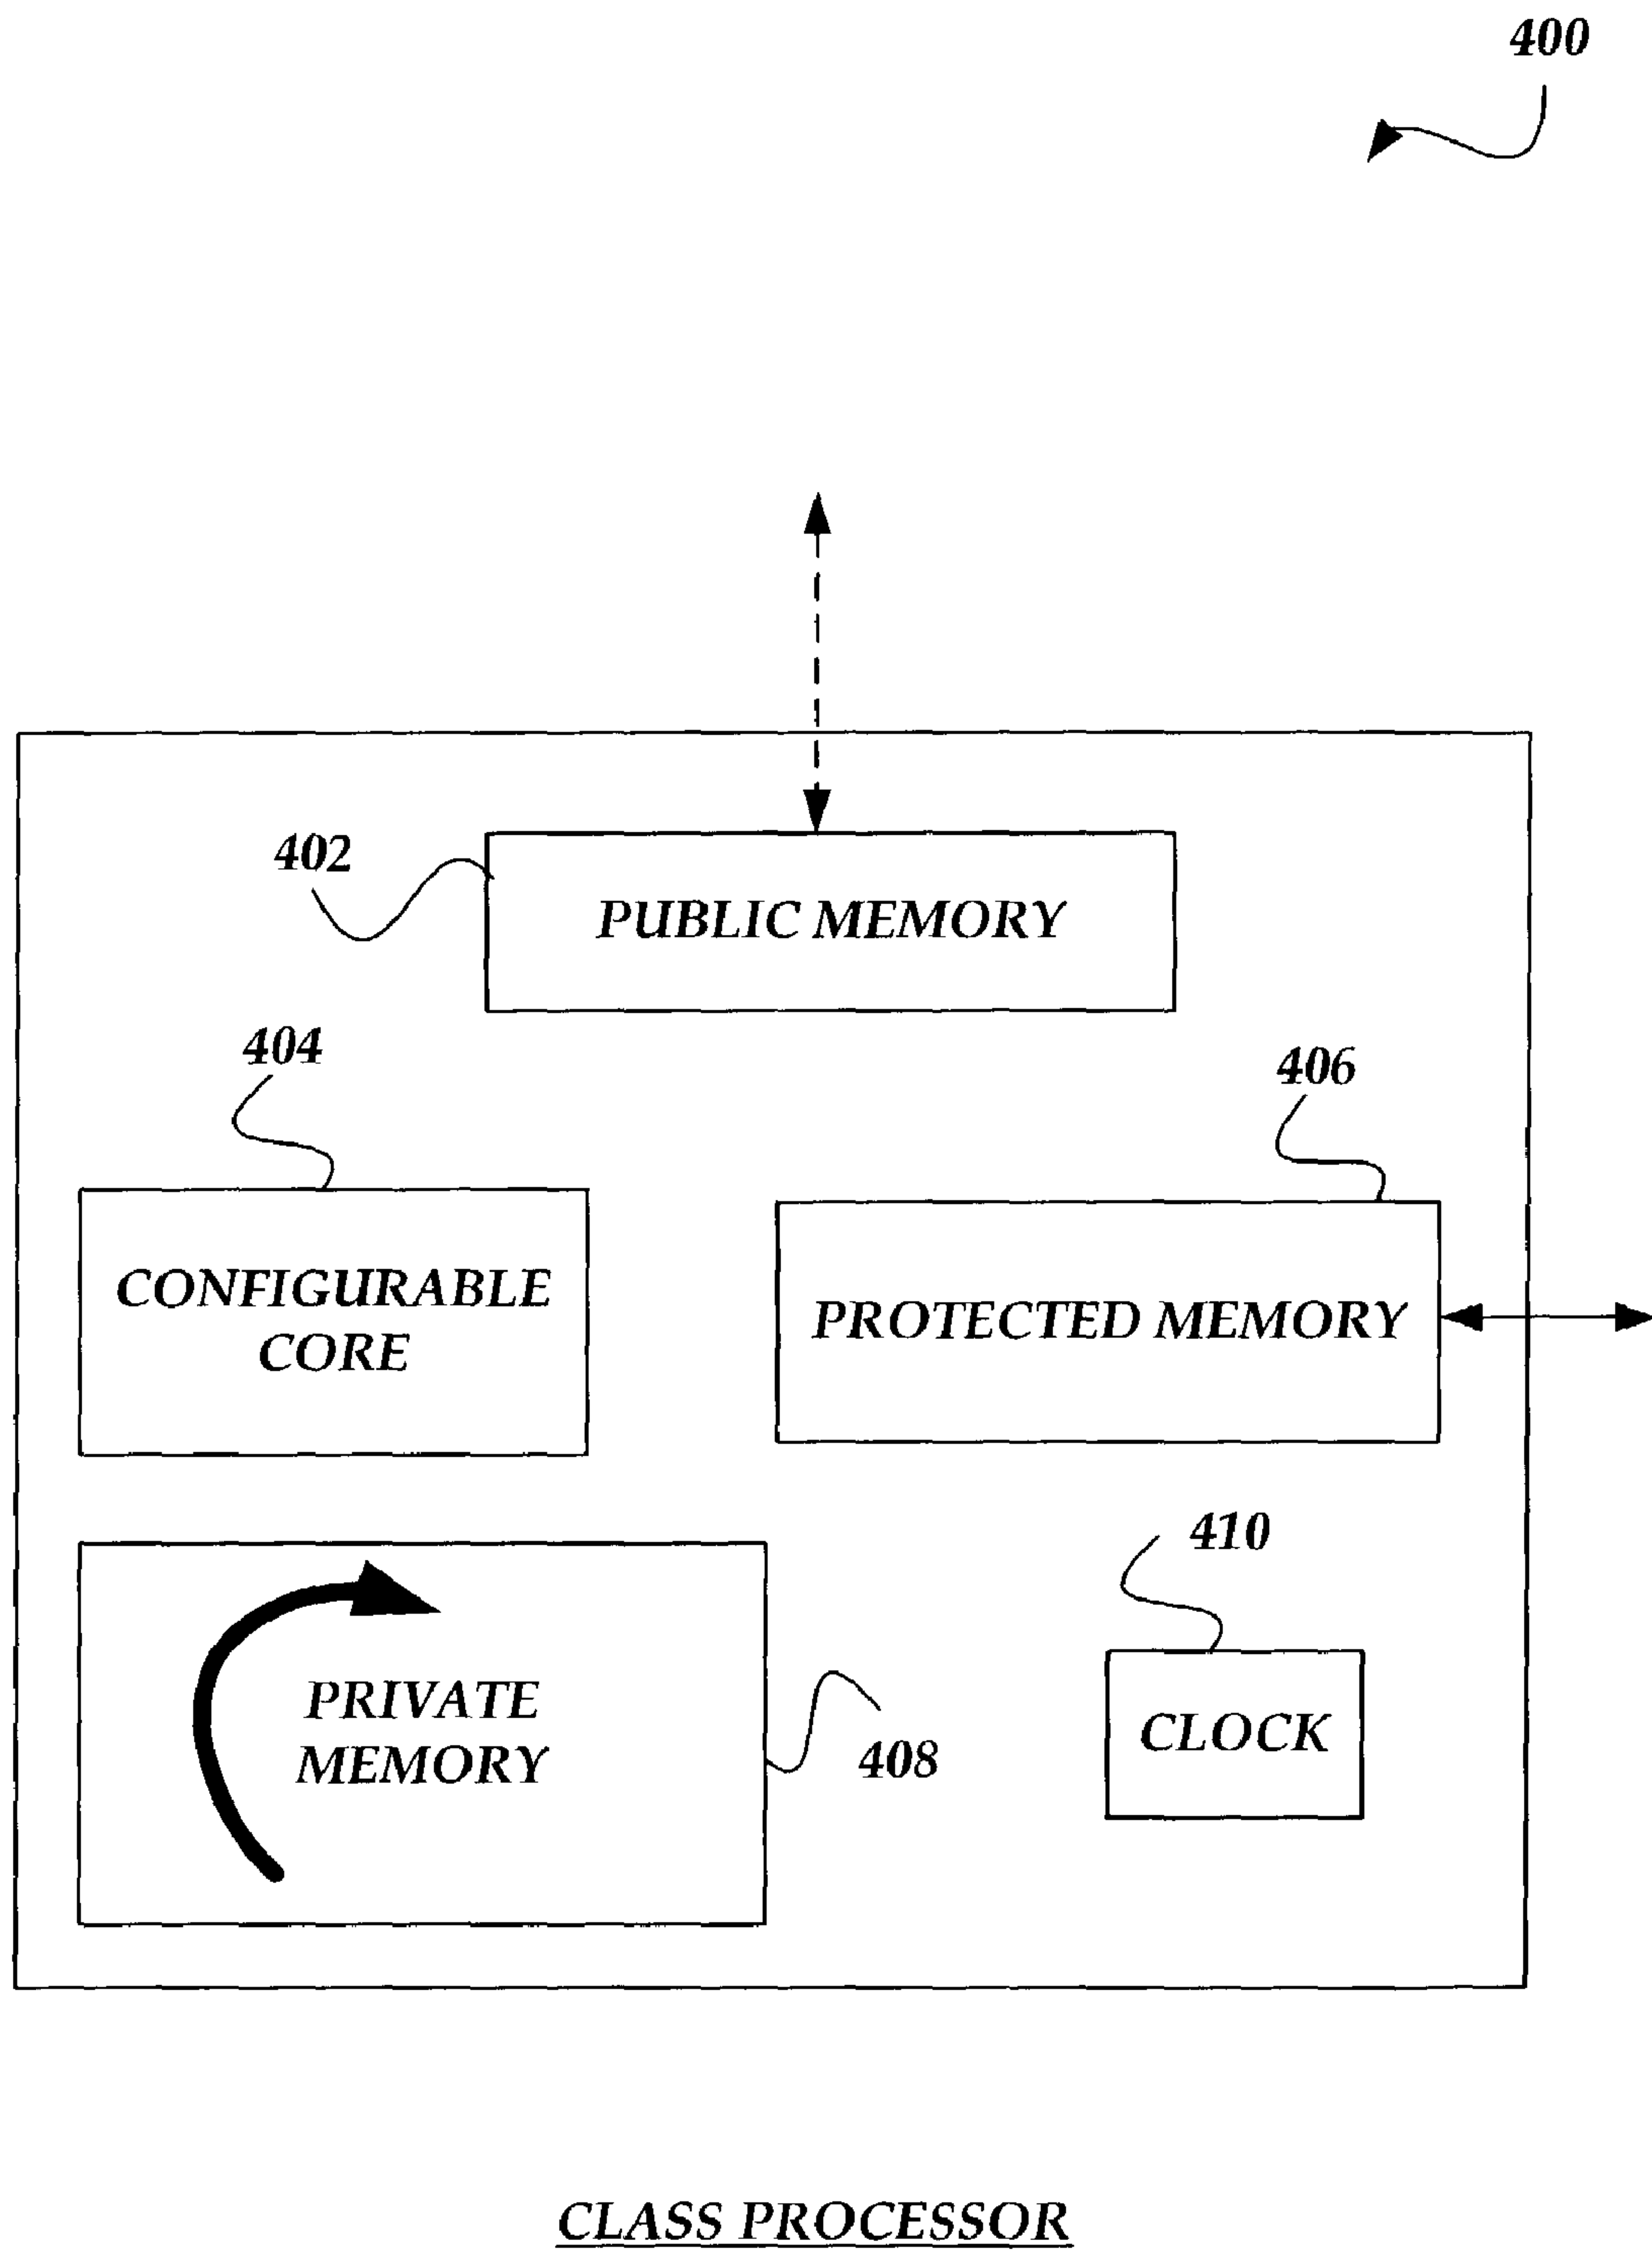 400
402
PUBLIC MEMORY
404
406
CONFIGURABLE
CORE
PROTECTED MEMORY
410
PRIVATE
MEMORY
408
CLOCK
CLASS PROCESSOR